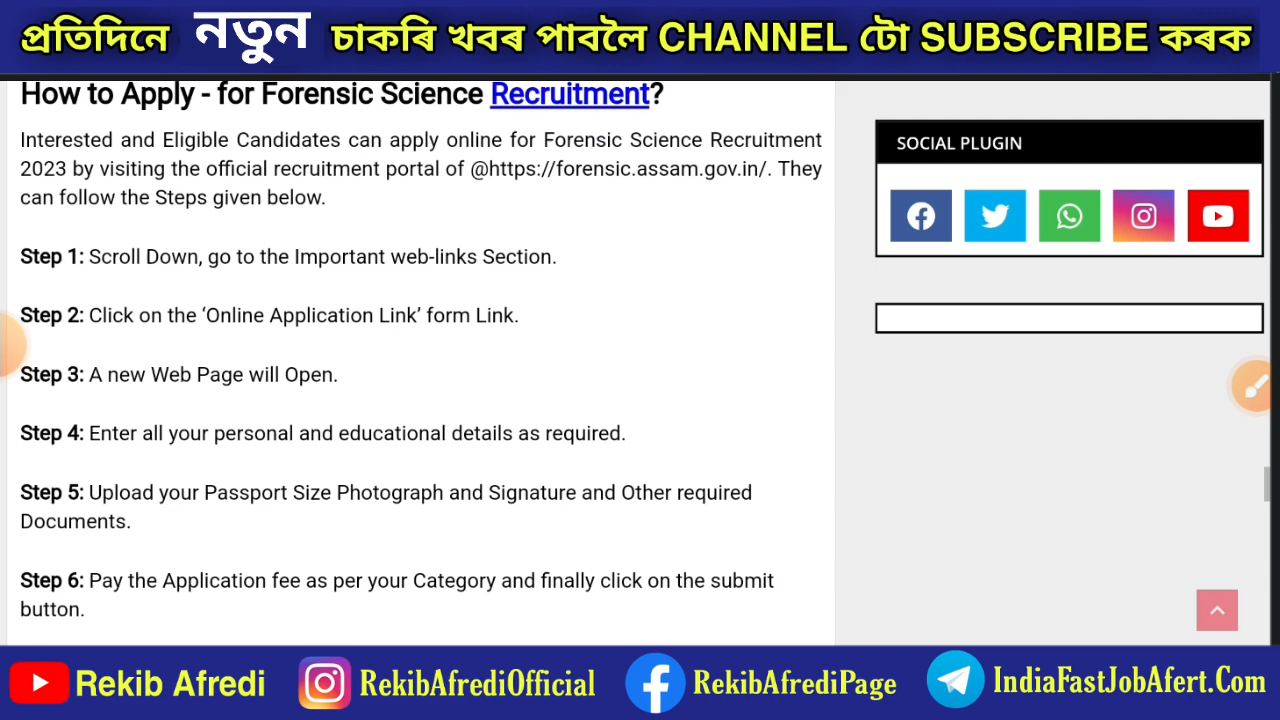 প্ৰতিদিনে নতুন চাকৰি খবৰ পাবলৈ CHANNEL টো SUBSCRIBE কৰক
How to Apply - for Forensic Science Recruitment?
Interested and Eligible Candidates can apply online for Forensic Science Recruitment
2023 by visiting the official recruitment portal of @https://forensic.assam.gov.in/. They
can follow the Steps given below.
Step 1: Scroll Down, go to the Important web-links Section.
Step 2: Click on the ‘Online Application Link’ form Link.
Step 3: A new Web Page will Open.
Step 4: Enter all your personal and educational details as required.
Step 5: Upload your Passport Size Photograph and Signature and Other required
Documents.
Step 6: Pay the Application fee as per your Category and finally click on the submit
button.
SOCIAL PLUGIN
Rekib Afredi RekibAfrediOfficial RekibAfrediPage IndiaFastJobAfert.Com